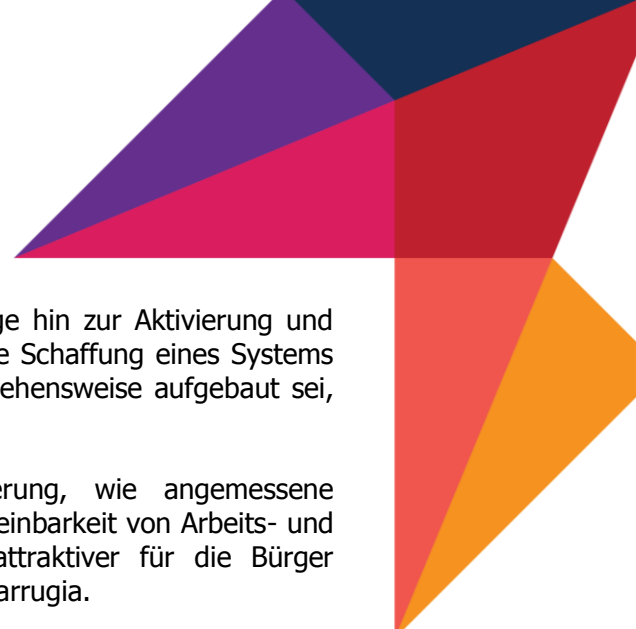 ge hin zur Aktivierung und
e Schaffung eines Systems
ehensweise aufgebaut sei,
erung, wie angemessene
einbarkeit von Arbeits- und
attraktiver für die Bürger
arrugia.